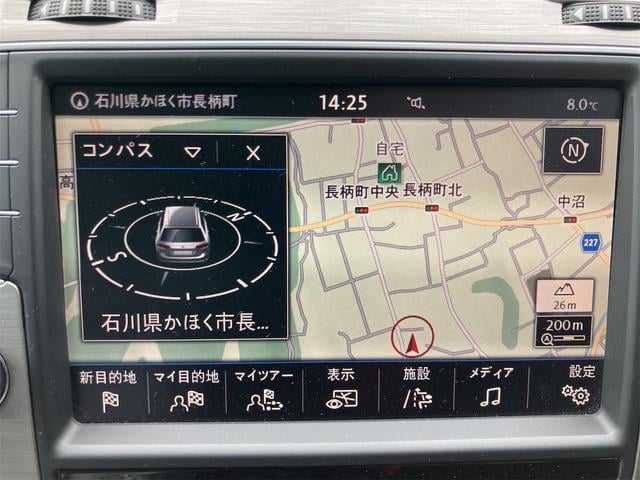 石川県かほく市長柄町 14:25 8.0℃
コンパス X
N
S
石川県かほく市長...
高
自宅
長柄町中央 長柄町北
中沼
227
N
26m
200m
A
新目的地 マイ目的地 マイツアー 表示 施設 メディア 設定